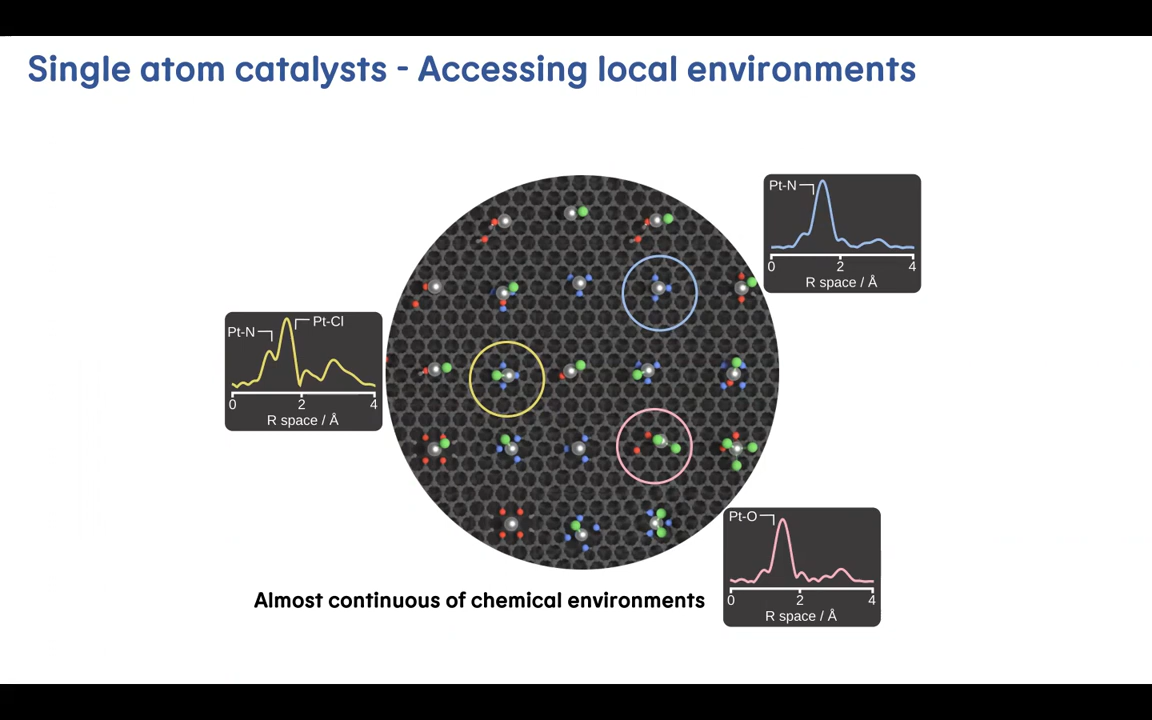 Single atom catalysts - Accessing local environments
Pt-N
0 2 4
R space / Å
Pt-N
Pt-Cl
0 2 4
R space / Å
Pt-O
0 2 4
R space / Å
Almost continuous of chemical environments